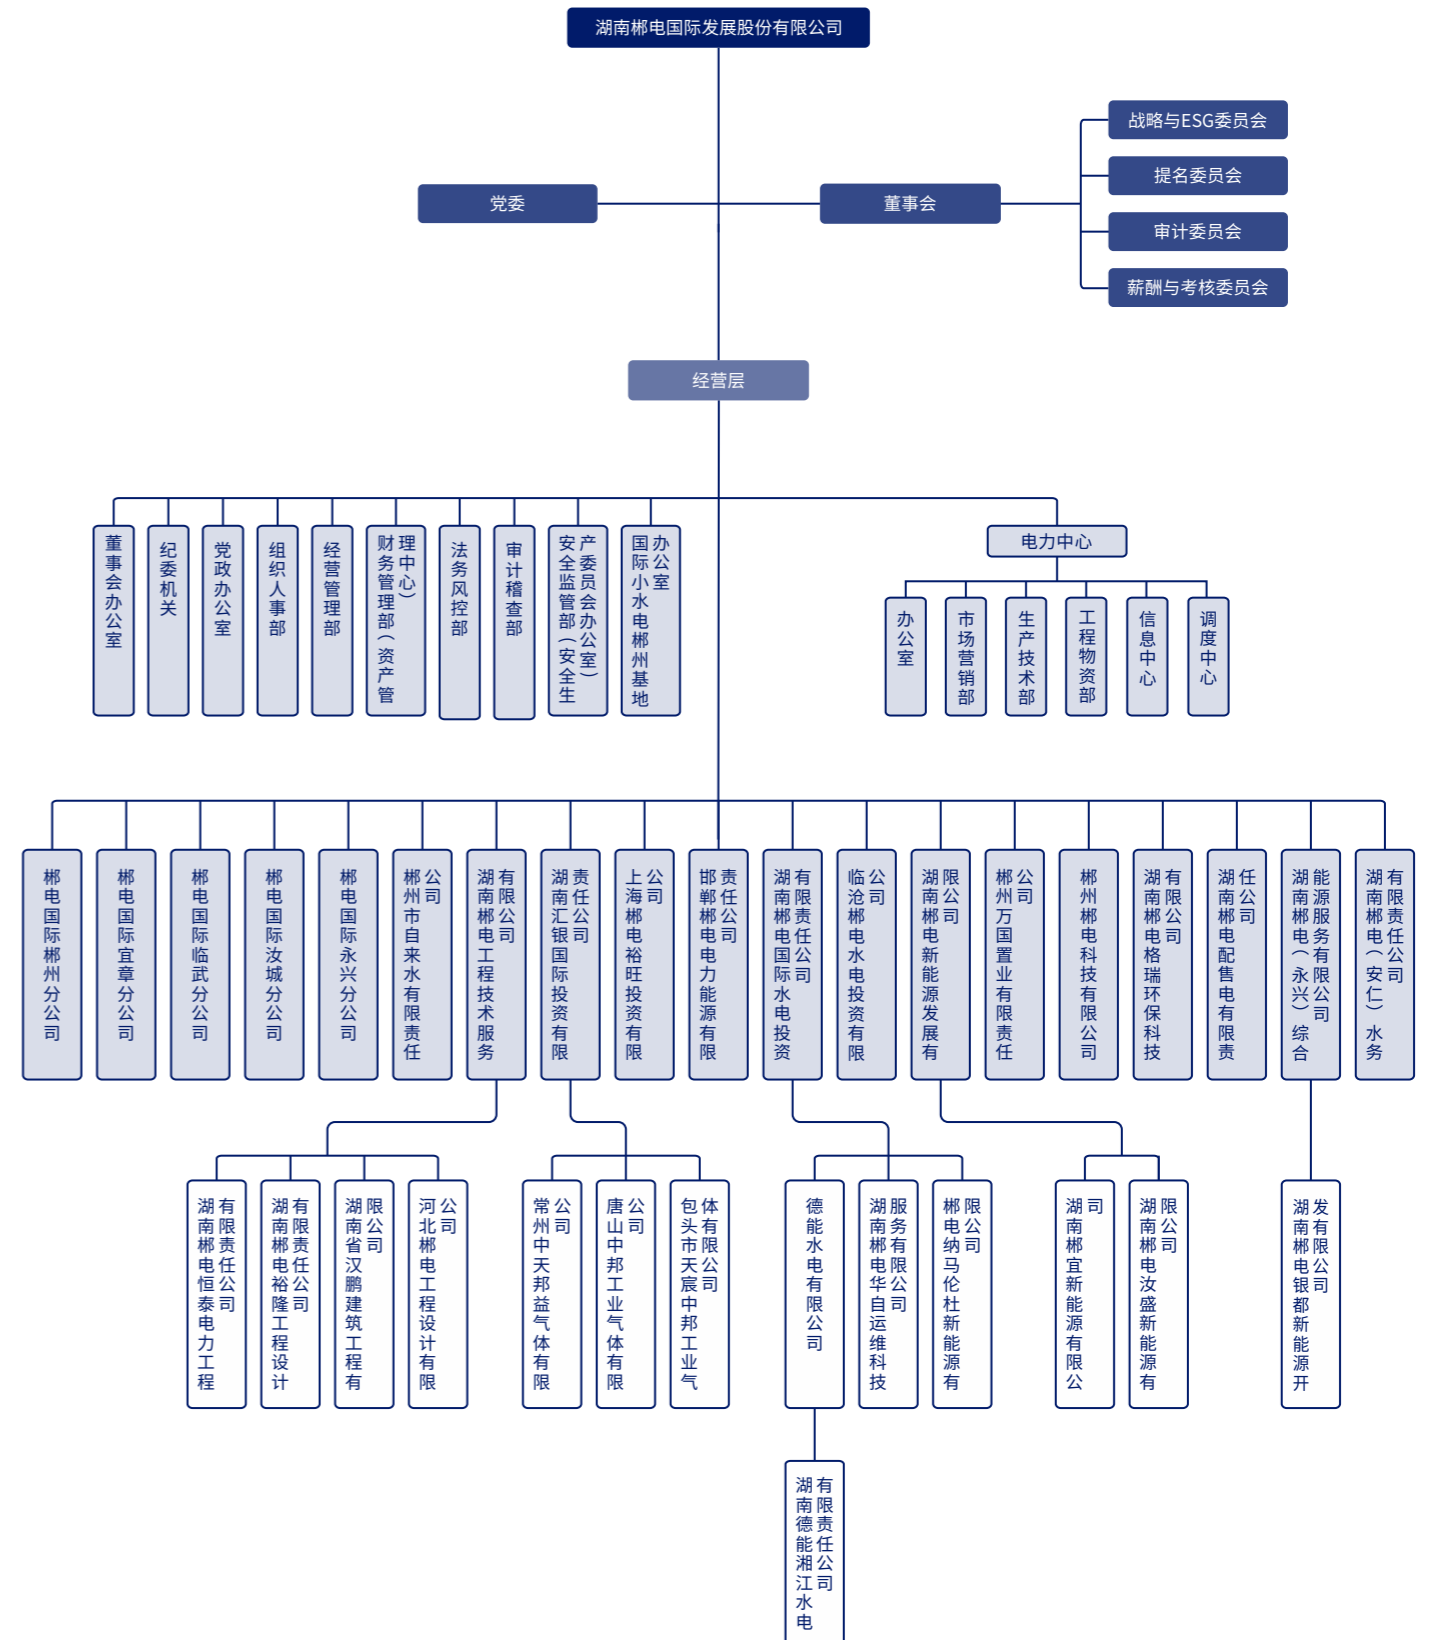 湖南郴电国际发展股份有限公司
战略与ESG委员会
提名委员会
党委
董事会
审计委员会
薪酬与考核委员会
经营层
董事会办公室
纪委机关
党政办公室
组织人事部
经营管理部
财务管理部（资产管
理中心）
法务风控部
审计稽查部
安全监管部（安全生
产委员会办公室）
国际小水电郴州基地
办公室
电力中心
办公室
市场营销部
生产技术部
工程物资部
信息中心
调度中心
郴电国际郴州分公司
郴电国际宜章分公司
郴电国际临武分公司
郴电国际汝城分公司
郴电国际永兴分公司
郴州市自来水有限责任
公司
湖南郴电工程技术服务
有限公司
湖南汇银国际投资有限
责任公司
上海郴电裕旺投资有限
公司
邯郸郴电电力能源有限
责任公司
湖南郴电国际水电投资
有限责任公司
临沧郴电水电投资有限
公司
湖南郴电新能源发展有
限公司
郴州万国置业有限责任
公司
郴州郴电科技有限公司
湖南郴电格瑞环保科技
有限公司
湖南郴电配售电有限责
任公司
湖南郴电（永兴）综合
能源服务有限公司
湖南郴电（安仁）水务
有限责任公司
湖南郴电恒泰电力工程
有限责任公司
湖南郴电裕隆工程设计
有限责任公司
湖南省汉鹏建筑工程有
限公司
河北郴电工程设计有限
公司
常州中天邦益气体有限
公司
唐山中邦工业气体有限
公司
包头市天宸中邦工业气
体有限公司
德能水电有限公司
湖南郴电华自运维科技
服务有限公司
郴电纳马伦杜新能源有
限公司
湖南郴宜新能源有限公
司
湖南郴电汝盛新能源有
限公司
湖南郴电银都新能源开
发有限公司
湖南德能湘江水电
有限责任公司